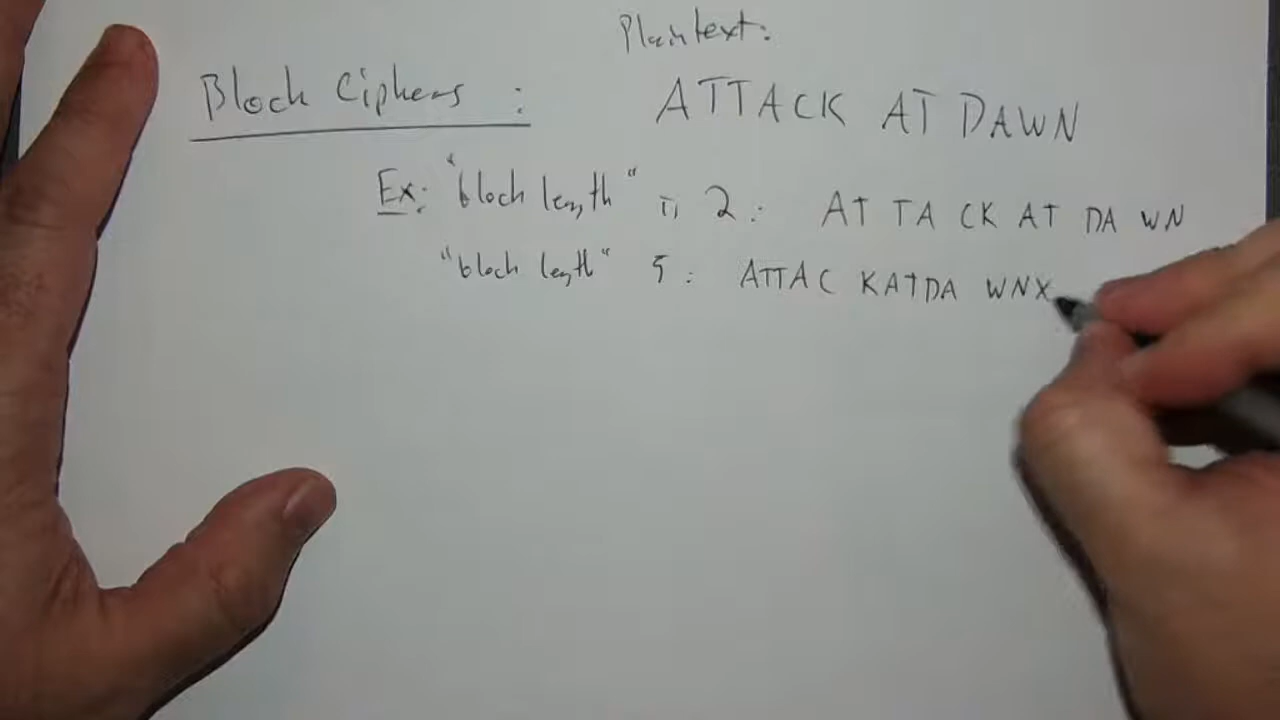 Plaintext:
Block Ciphers : ATTACK AT DAWN
Ex: "block length" is 2 : AT TA CK AT DA WN
"block length" 5 : ATTAC KATDA WNX